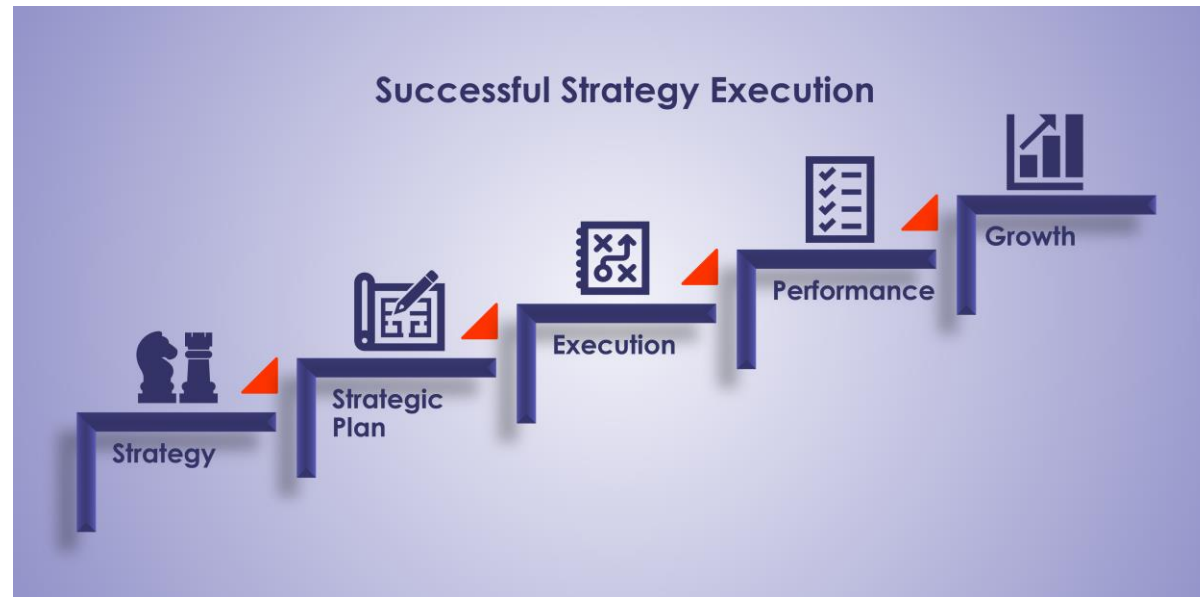 Successful Strategy Execution
Strategy
Strategic
Plan
Execution
Performance
Growth